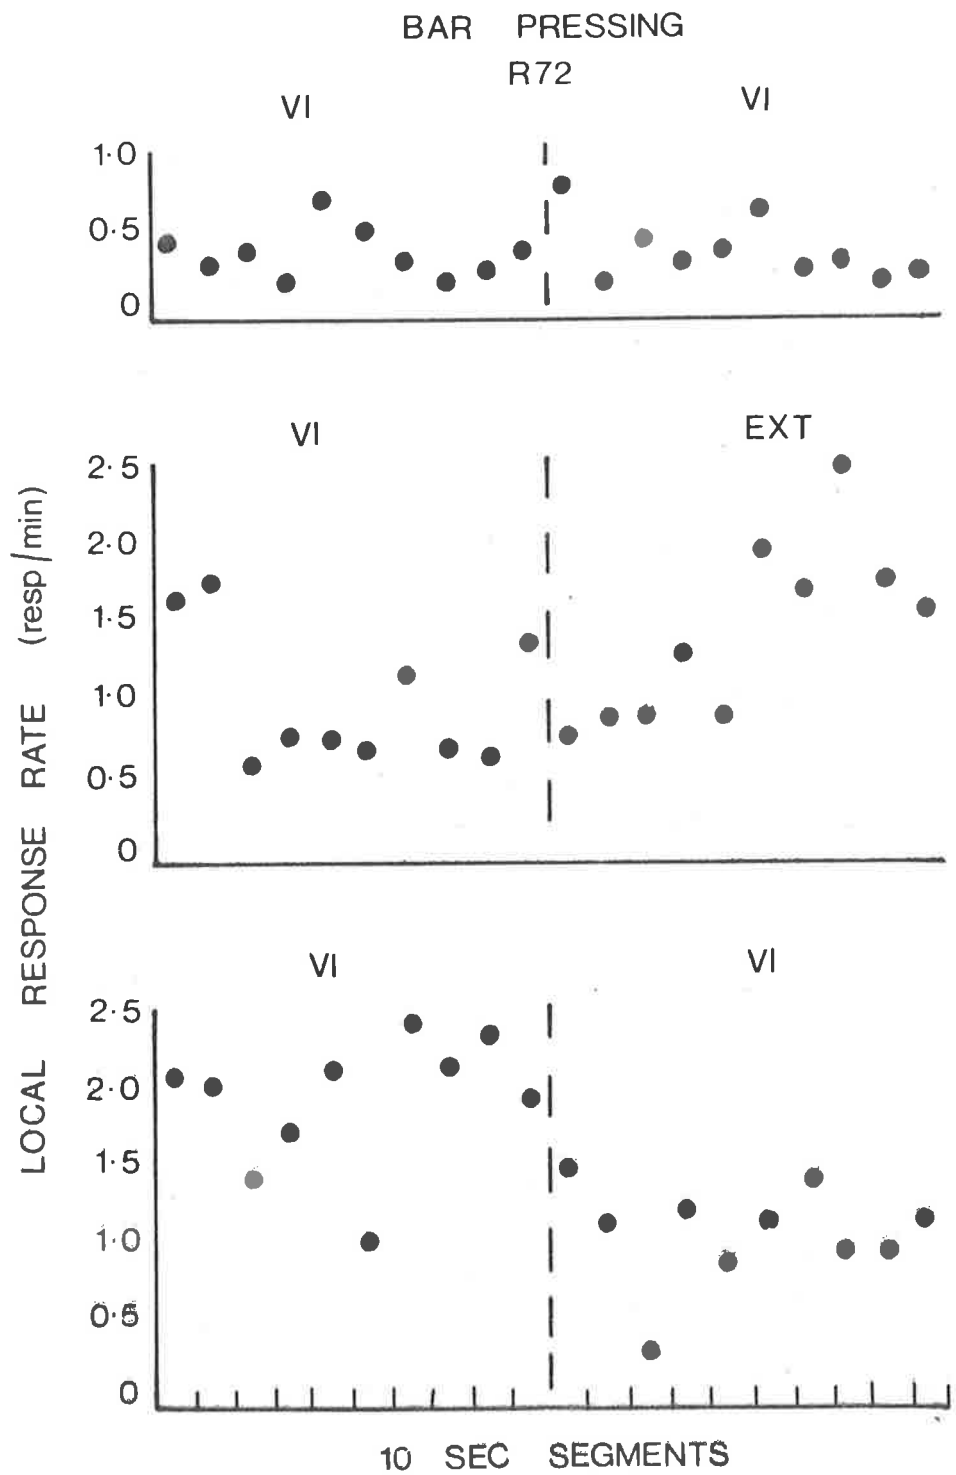 BAR PRESSING
R72
VI VI
1·0
0·5
0
VI EXT
2·5
2·0
1·5
1·0
0·5
0
LOCAL RESPONSE RATE (resp/min)
VI VI
2·5
2·0
1·5
1·0
0·5
0
10 SEC SEGMENTS